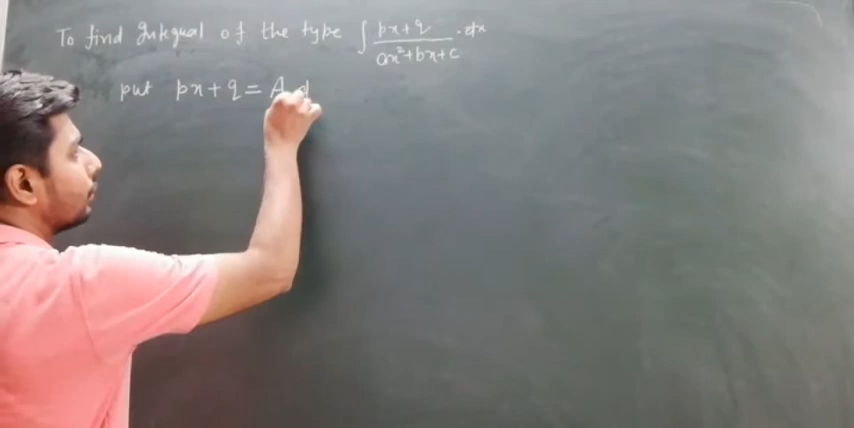 To find Integral of the type ∫ (px+q)/(ax²+bx+c) · dx
put px+q = A d